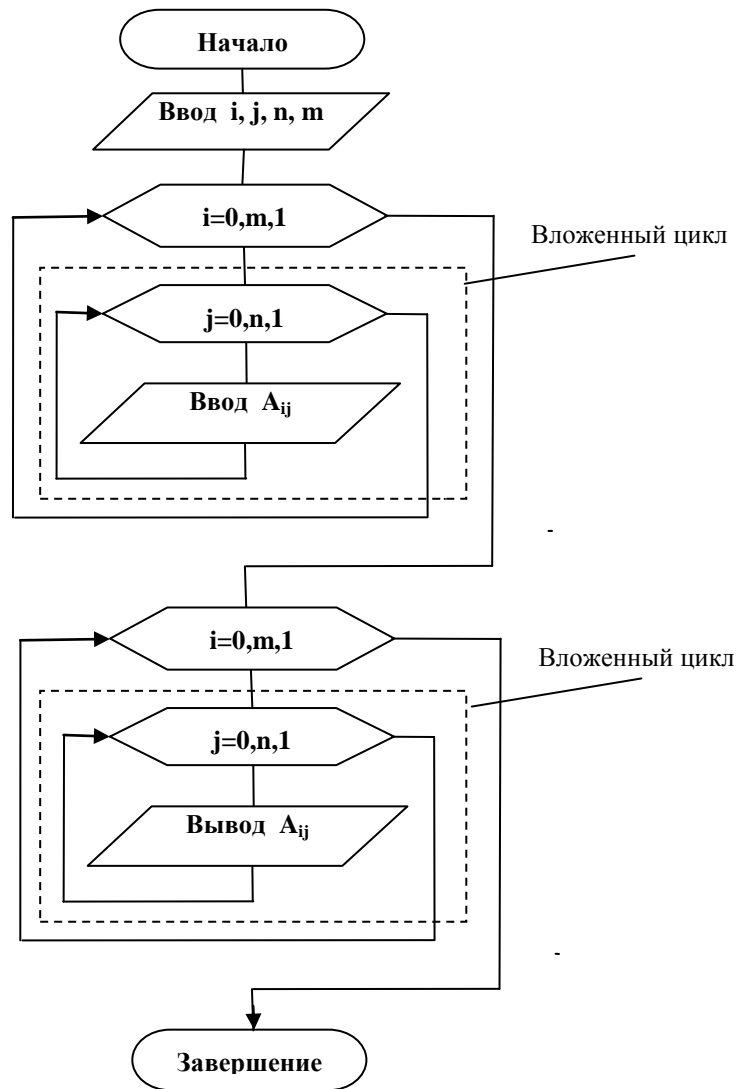 Начало
Ввод i, j, n, m
i=0,m,1
Вложенный цикл
j=0,n,1
Ввод Aij
-
i=0,m,1
Вложенный цикл
j=0,n,1
Вывод Aij
-
Завершение